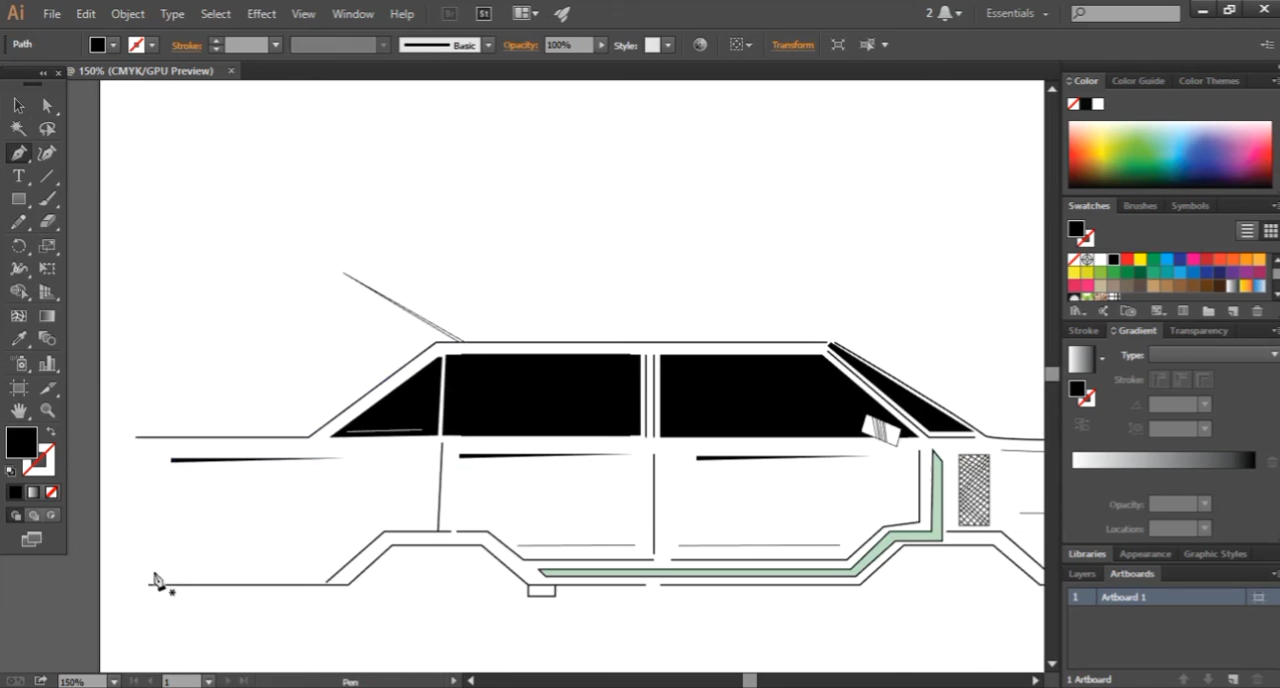 Ai File Edit Object Type Select Effect View Window Help Br St 2 Essentials
Path Stroke: Basic Opacity: 100% Style: Transform
@ 150% (CMYK/GPU Preview) ×
Color Color Guide Color Themes
Swatches Brushes Symbols
Stroke Gradient Transparency
Type:
Stroke:
Opacity:
Location:
Libraries Appearance Graphic Styles
Layers Artboards
1 Artboard 1
1 Artboard
150% 1 Pen